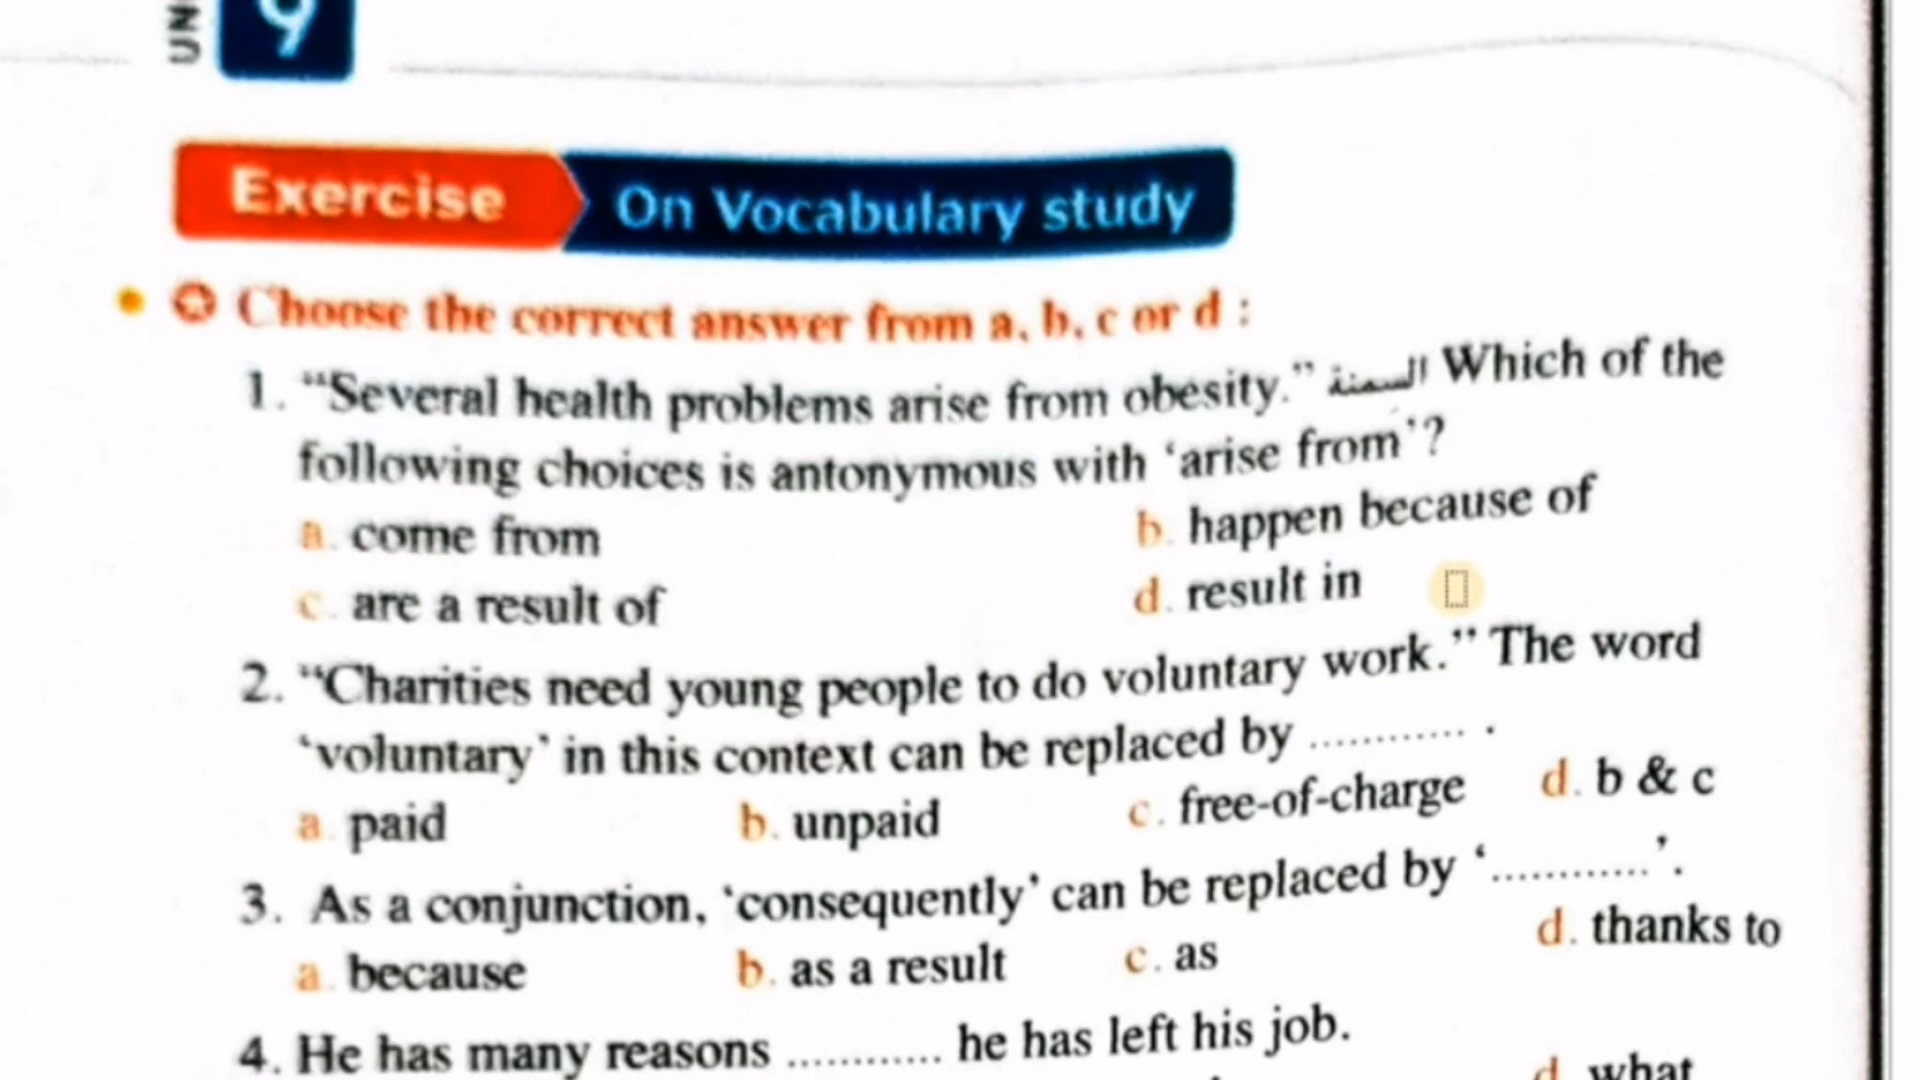 UN
9
Exercise On Vocabulary study
Choose the correct answer from a, b, c or d :
1. “Several health problems arise from obesity.” السمنة Which of the
following choices is antonymous with ‘arise from’?
a. come from b. happen because of
c. are a result of d. result in
2. “Charities need young people to do voluntary work.” The word
‘voluntary’ in this context can be replaced by ............ .
a. paid b. unpaid c. free-of-charge d. b & c
3. As a conjunction, ‘consequently’ can be replaced by ‘............’.
a. because b. as a result c. as d. thanks to
4. He has many reasons ............ he has left his job.
d. what